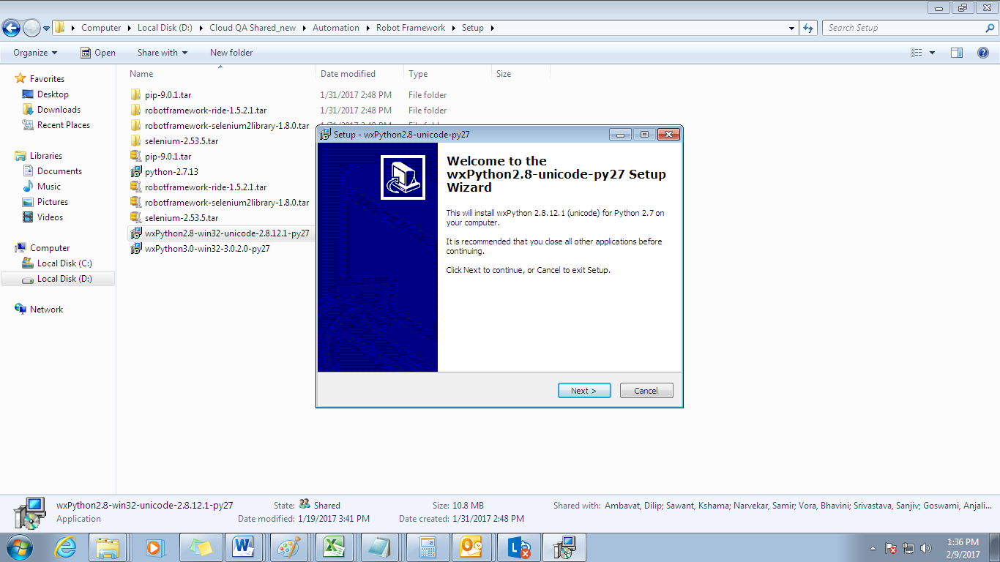 Computer Local Disk (D:) Cloud QA Shared_new Automation Robot Framework Setup Search Setup
Organize Open Share with New folder
Favorites
Desktop
Downloads
Recent Places
Libraries
Documents
Music
Pictures
Videos
Computer
Local Disk (C:)
Local Disk (D:)
Network
Name Date modified Type Size
pip-9.0.1.tar 1/31/2017 2:48 PM File folder
robotframework-ride-1.5.2.1.tar 1/31/2017 2:48 PM File folder
robotframework-selenium2library-1.8.0.tar
selenium-2.53.5.tar
pip-9.0.1.tar
python-2.7.13
robotframework-ride-1.5.2.1.tar
robotframework-selenium2library-1.8.0.tar
selenium-2.53.5.tar
wxPython2.8-win32-unicode-2.8.12.1-py27
wxPython3.0-win32-3.0.2.0-py27
Setup - wxPython2.8-unicode-py27
Welcome to the
wxPython2.8-unicode-py27 Setup
Wizard
This will install wxPython 2.8.12.1 (unicode) for Python 2.7 on
your computer.
It is recommended that you close all other applications before
continuing.
Click Next to continue, or Cancel to exit Setup.
Next > Cancel
wxPython2.8-win32-unicode-2.8.12.1-py27 State: Shared Size: 10.8 MB Shared with: Ambavat, Dilip; Sawant, Kshama; Narvekar, Samir; Vora, Bhavini; Srivastava, Sanjiv; Goswami, Anjali...
Application Date modified: 1/19/2017 3:41 PM Date created: 1/31/2017 2:48 PM
1:36 PM
2/9/2017